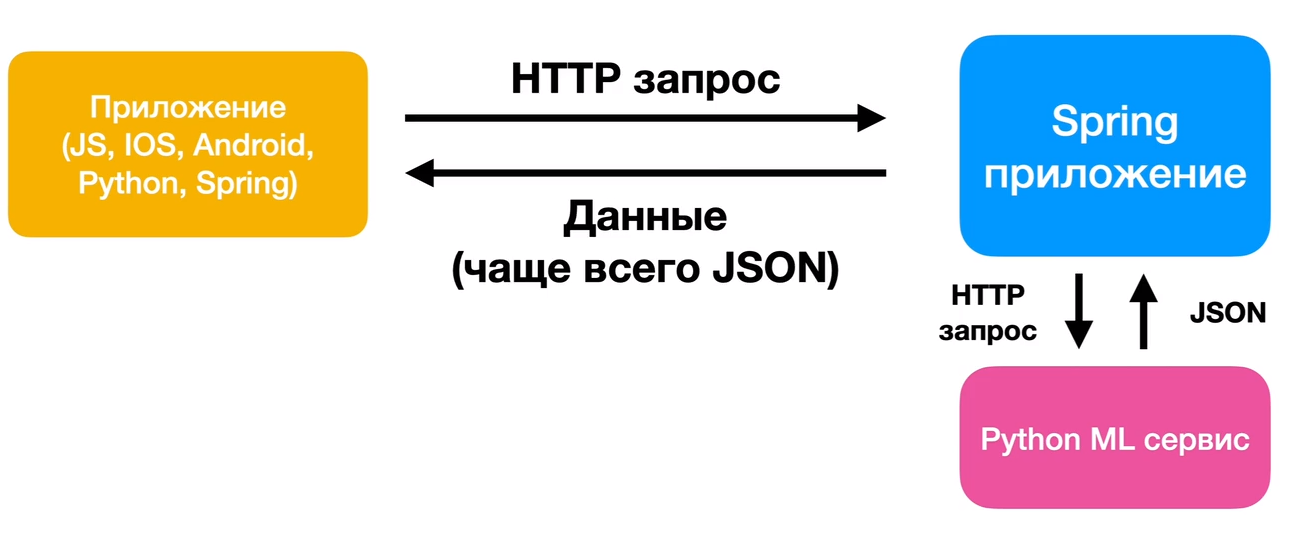 Приложение
(JS, IOS, Android,
Python, Spring)
HTTP запрос
Данные
(чаще всего JSON)
Spring
приложение
HTTP
запрос
JSON
Python ML сервис